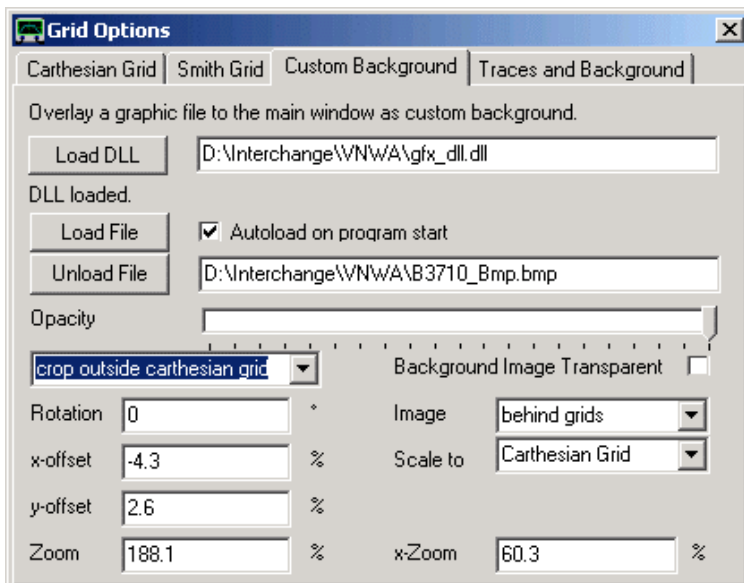 Grid Options
Carthesian Grid Smith Grid Custom Background Traces and Background
Overlay a graphic file to the main window as custom background.
Load DLL D:\Interchange\VNWA\gfx_dll.dll
DLL loaded.
Load File Autoload on program start
Unload File D:\Interchange\VNWA\B3710_Bmp.bmp
Opacity
crop outside carthesian grid Background Image Transparent
Rotation 0 ° Image behind grids
x-offset -4.3 % Scale to Carthesian Grid
y-offset 2.6 %
Zoom 188.1 % x-Zoom 60.3 %